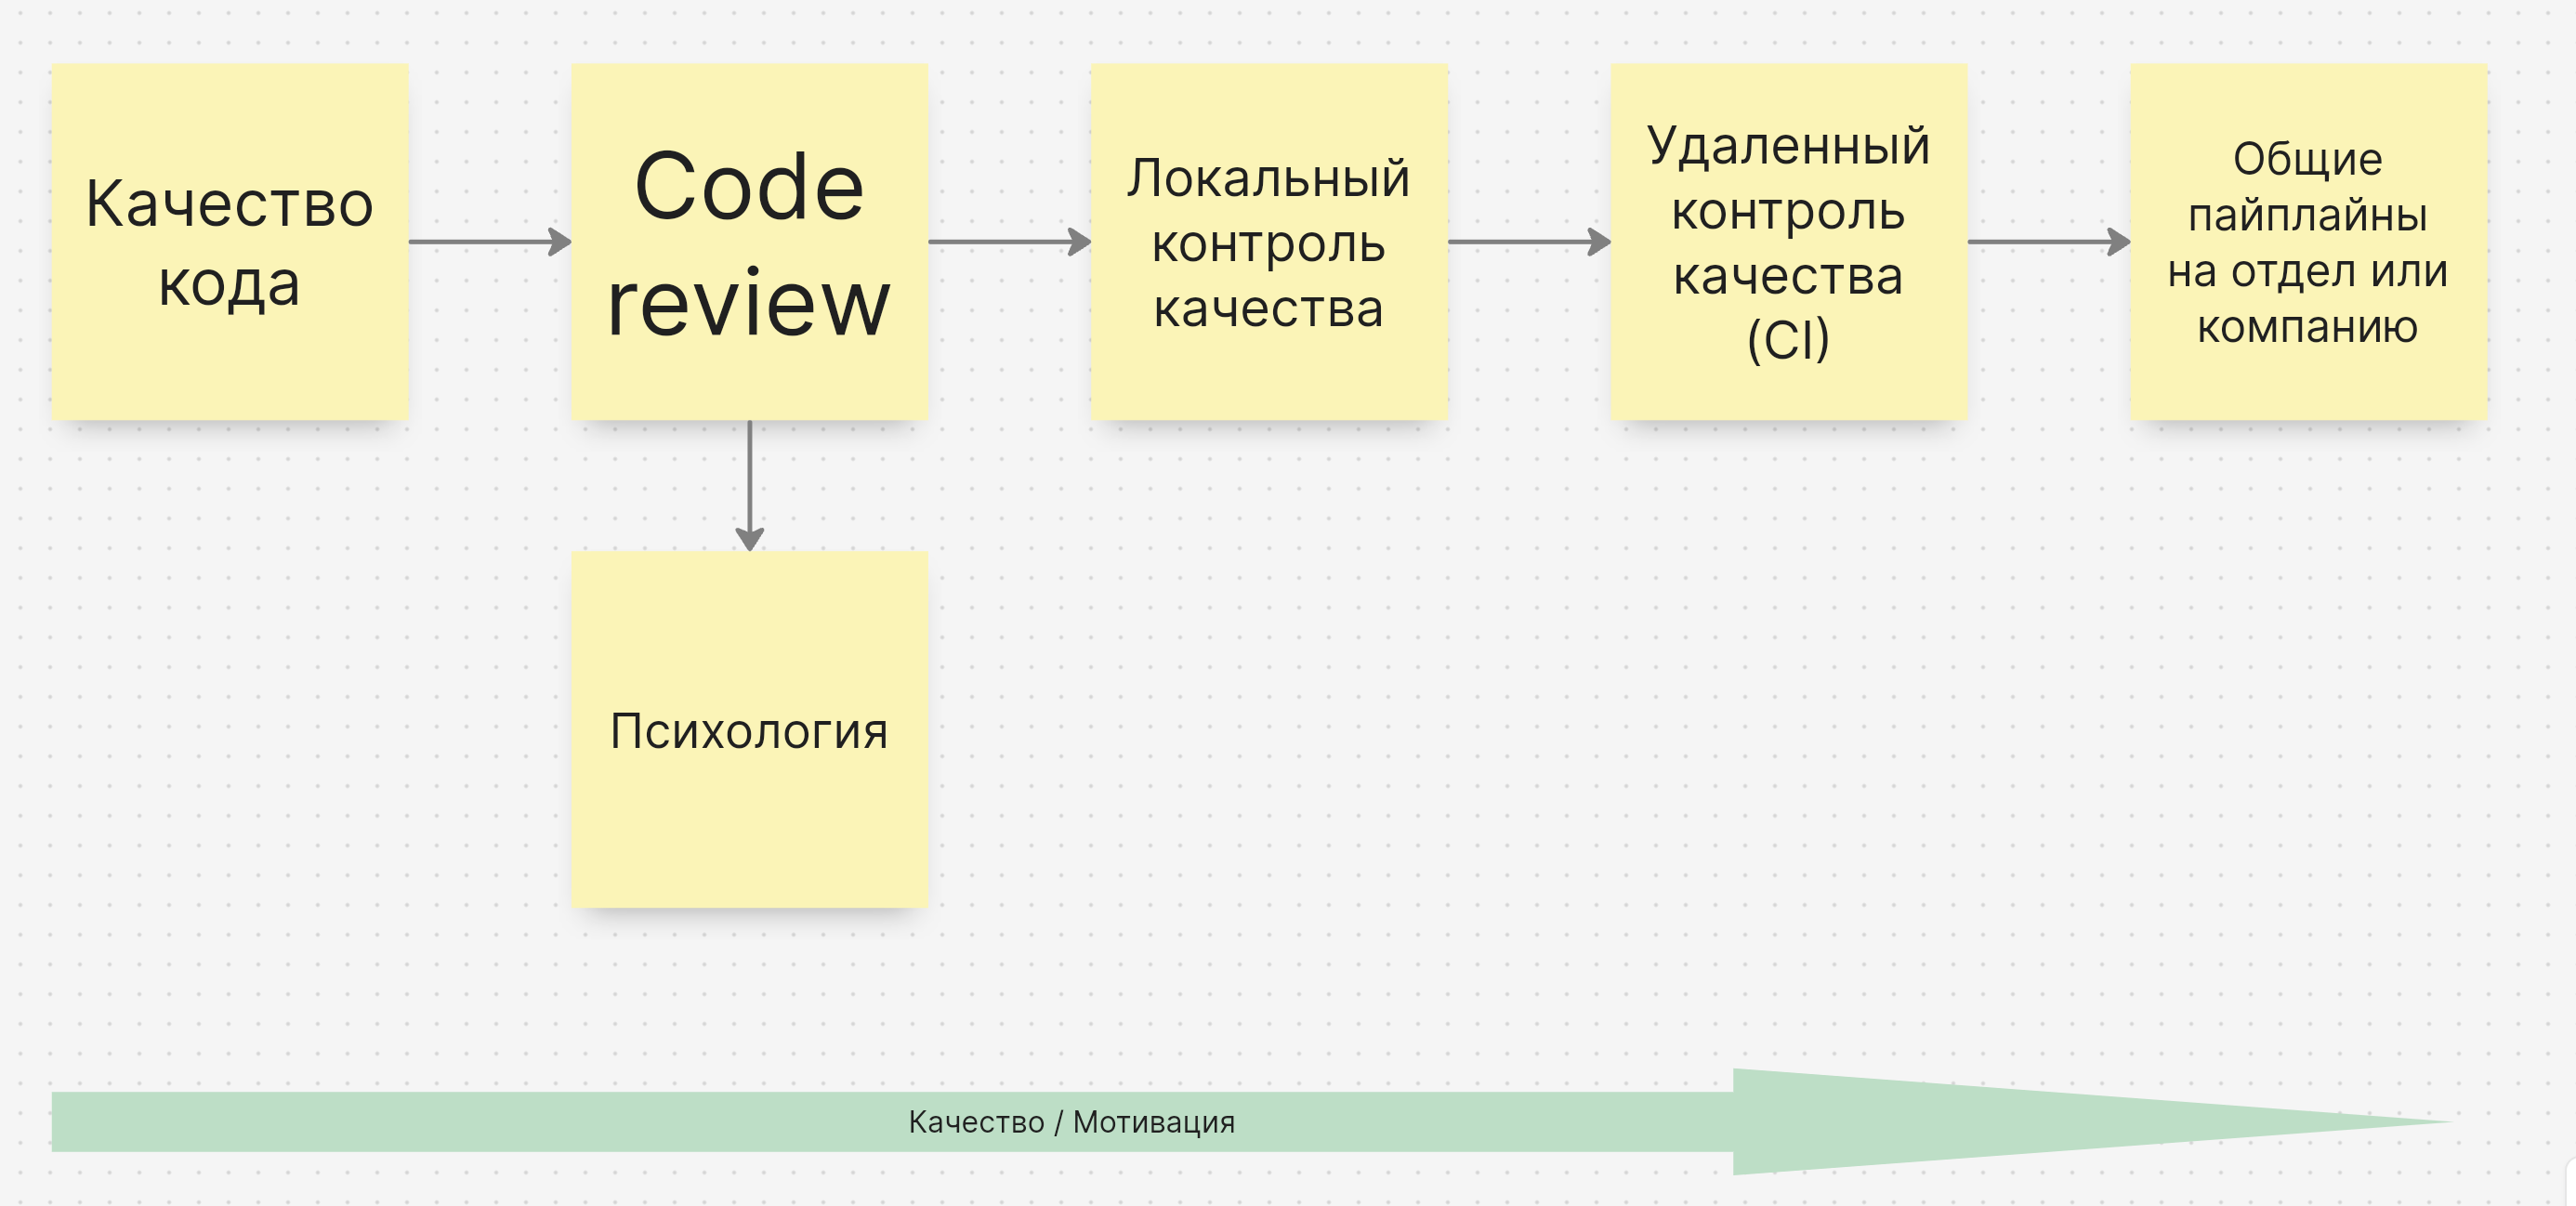 Качество
кода
Code
review
Локальный
контроль
качества
Удаленный
контроль
качества
(CI)
Общие
пайплайны
на отдел или
компанию
Психология
Качество / Мотивация